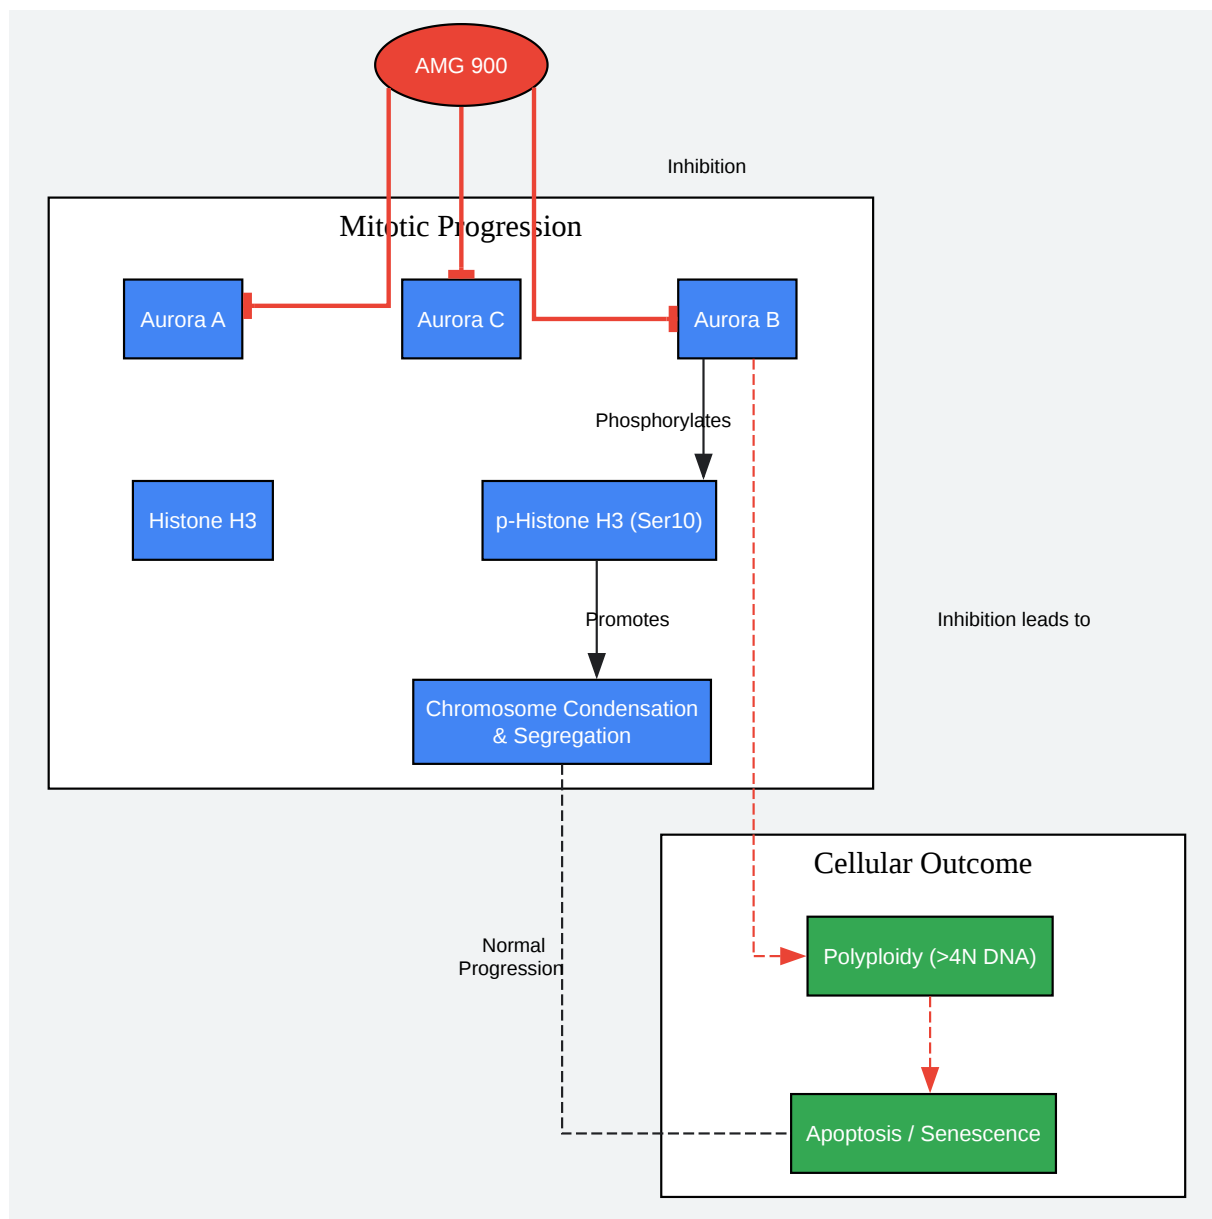 AMG 900
Inhibition
Mitotic Progression
Aurora A
Aurora C
Aurora B
Phosphorylates
Histone H3
p-Histone H3 (Ser10)
Promotes
Inhibition leads to
Chromosome Condensation
& Segregation
Cellular Outcome
Normal
Progression
Polyploidy (>4N DNA)
Apoptosis / Senescence